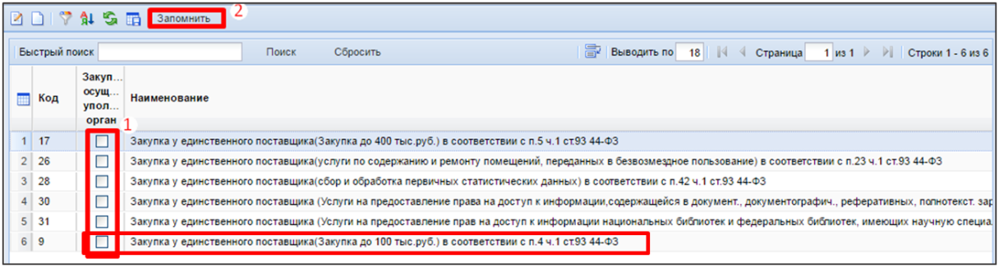 Запомнить 2
Быстрый поиск Поиск Сбросить Выводить по 18 Страница 1 из 1 Строки 1 - 6 из 6
Код
Закуп...
осущ...
упол...
орган
Наименование
1
1 17 Закупка у единственного поставщика(Закупка до 400 тыс.руб.) в соответствии с п.5 ч.1 ст.93 44-ФЗ
2 26 Закупка у единственного поставщика(услуги по содержанию и ремонту помещений, переданных в безвозмездное пользование) в соответствии с п.23 ч.1 ст.93 44-ФЗ
3 28 Закупка у единственного поставщика(сбор и обработка первичных статистических данных) в соответствии с п.42 ч.1 ст.93 44-ФЗ
4 30 Закупка у единственного поставщика (Услуги на предоставление права на доступ к информации,содержащейся в документ., документографич., реферативных, полнотекст. зар
5 31 Закупка у единственного поставщика (Услуги на предоставление прав на доступ к информации национальных библиотек и федеральных библиотек, имеющих научную специа
6 9 Закупка у единственного поставщика(Закупка до 100 тыс.руб.) в соответствии с п.4 ч.1 ст.93 44-ФЗ